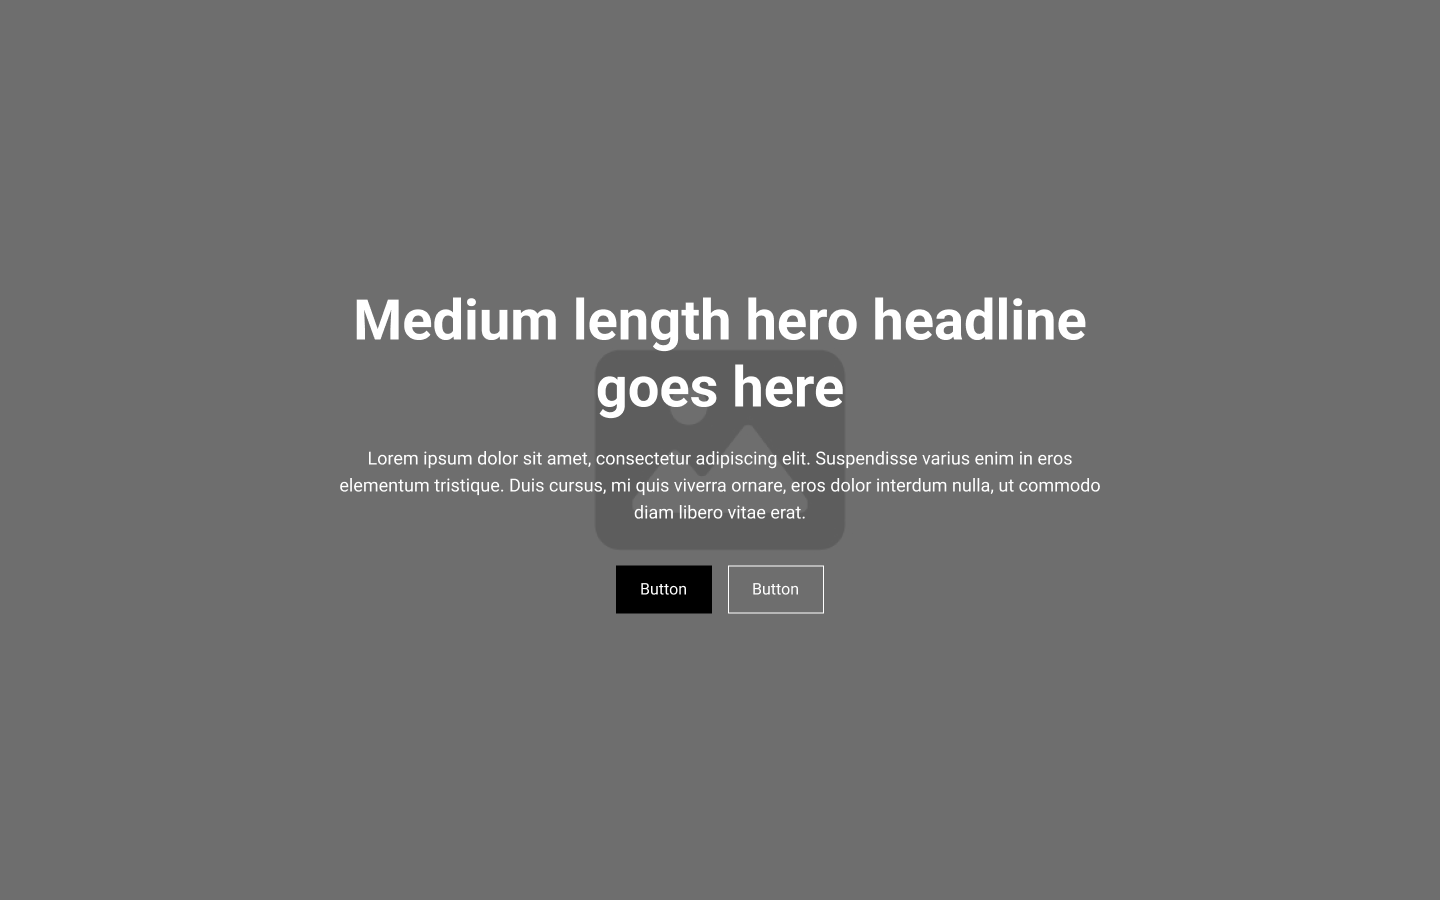 Medium length hero headline
goes here
Lorem ipsum dolor sit amet, consectetur adipiscing elit. Suspendisse varius enim in eros
elementum tristique. Duis cursus, mi quis viverra ornare, eros dolor interdum nulla, ut commodo
diam libero vitae erat.
Button Button